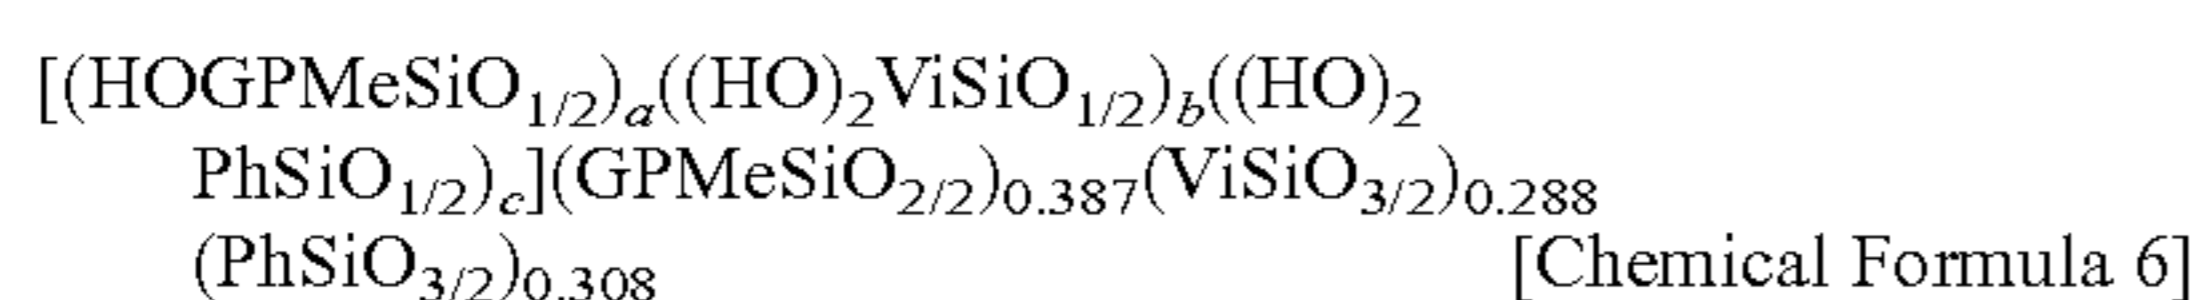 [(HOGPMeSiO1/2)a((HO)2ViSiO1/2)b((HO)2
PhSiO1/2)c](GPMeSiO2/2)0.387(ViSiO3/2)0.288
(PhSiO3/2)0.308 [Chemical Formula 6]